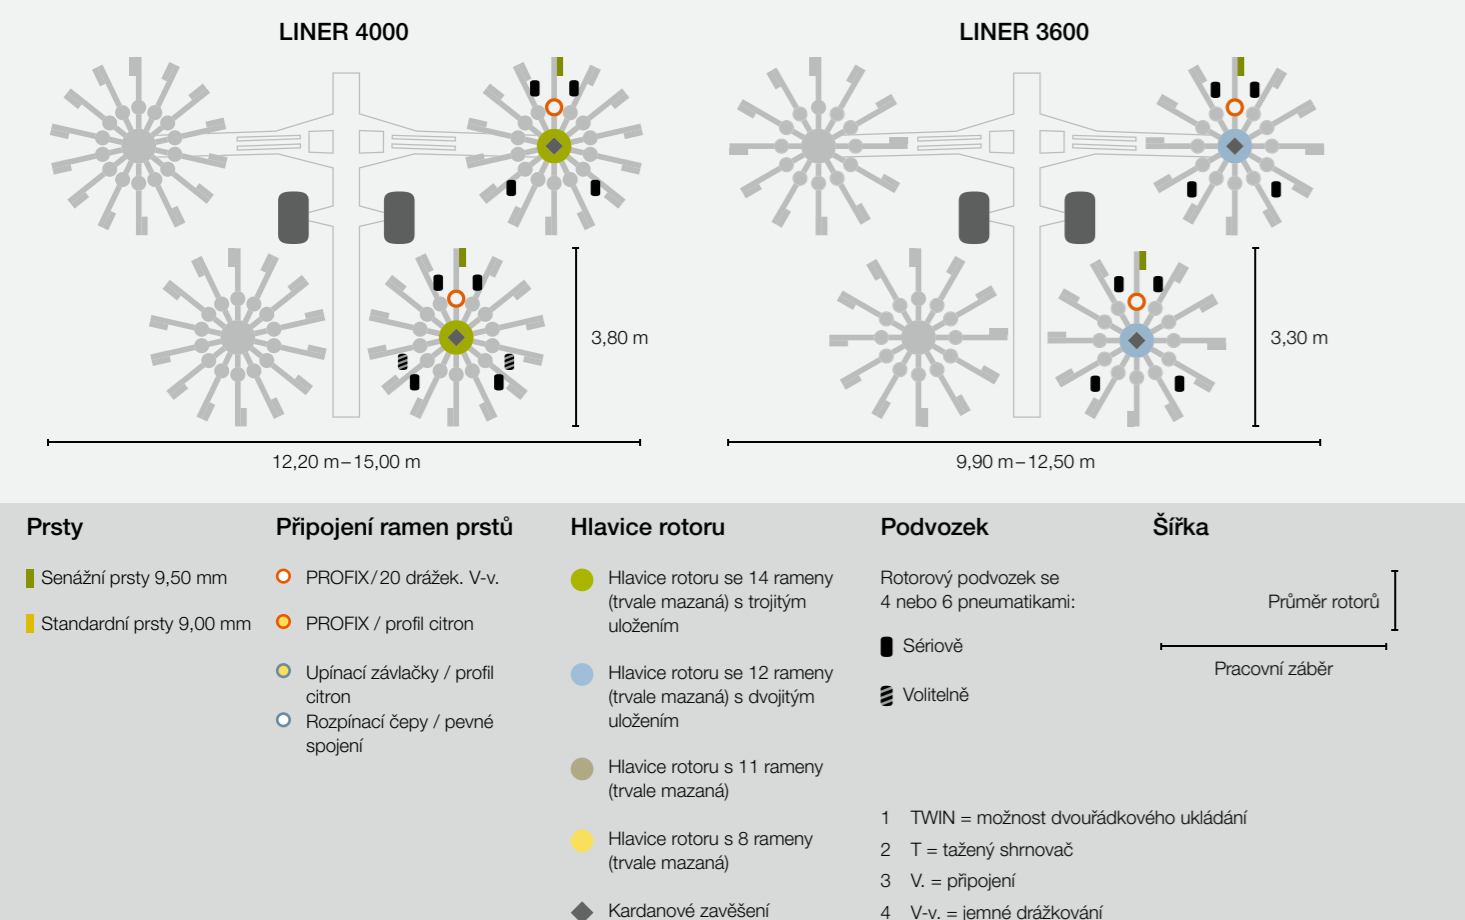 LINER 4000
3,80 m
12,20 m–15,00 m
LINER 3600
3,30 m
9,90 m–12,50 m
Prsty
Senážní prsty 9,50 mm
Standardní prsty 9,00 mm
Připojení ramen prstů
PROFIX/20 drážek. V-v.
PROFIX / profil citron
Upínací závlačky / profil
citron
Rozpínací čepy / pevné
spojení
Hlavice rotoru
Hlavice rotoru se 14 rameny
(trvale mazaná) s trojitým
uložením
Hlavice rotoru se 12 rameny
(trvale mazaná) s dvojitým
uložením
Hlavice rotoru s 11 rameny
(trvale mazaná)
Hlavice rotoru s 8 rameny
(trvale mazaná)
Kardanové zavěšení
Podvozek
Rotorový podvozek se
4 nebo 6 pneumatikami:
Sériově
Volitelně
Šířka
Průměr rotorů
Pracovní záběr
1 TWIN = možnost dvouřádkového ukládání
2 T = tažený shrnovač
3 V. = připojení
4 V-v. = jemné drážkování